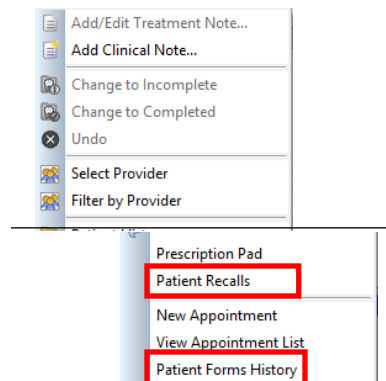 Add/Edit Treatment Note...
Add Clinical Note...
Change to Incomplete
Change to Completed
Undo
Select Provider
Filter by Provider
Prescription Pad
Patient Recalls
New Appointment
View Appointment List
Patient Forms History